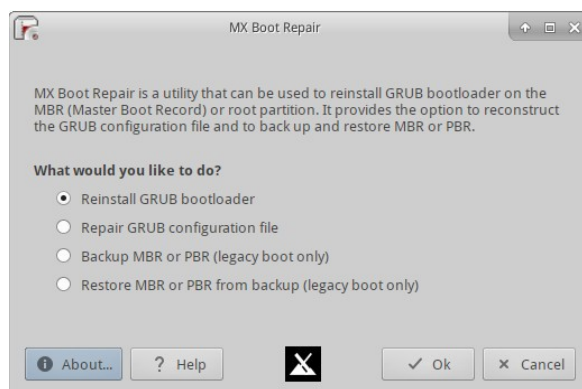 MX Boot Repair
MX Boot Repair is a utility that can be used to reinstall GRUB bootloader on the
MBR (Master Boot Record) or root partition. It provides the option to reconstruct
the GRUB configuration file and to back up and restore MBR or PBR.
What would you like to do?
Reinstall GRUB bootloader
Repair GRUB configuration file
Backup MBR or PBR (legacy boot only)
Restore MBR or PBR from backup (legacy boot only)
About... Help Ok Cancel